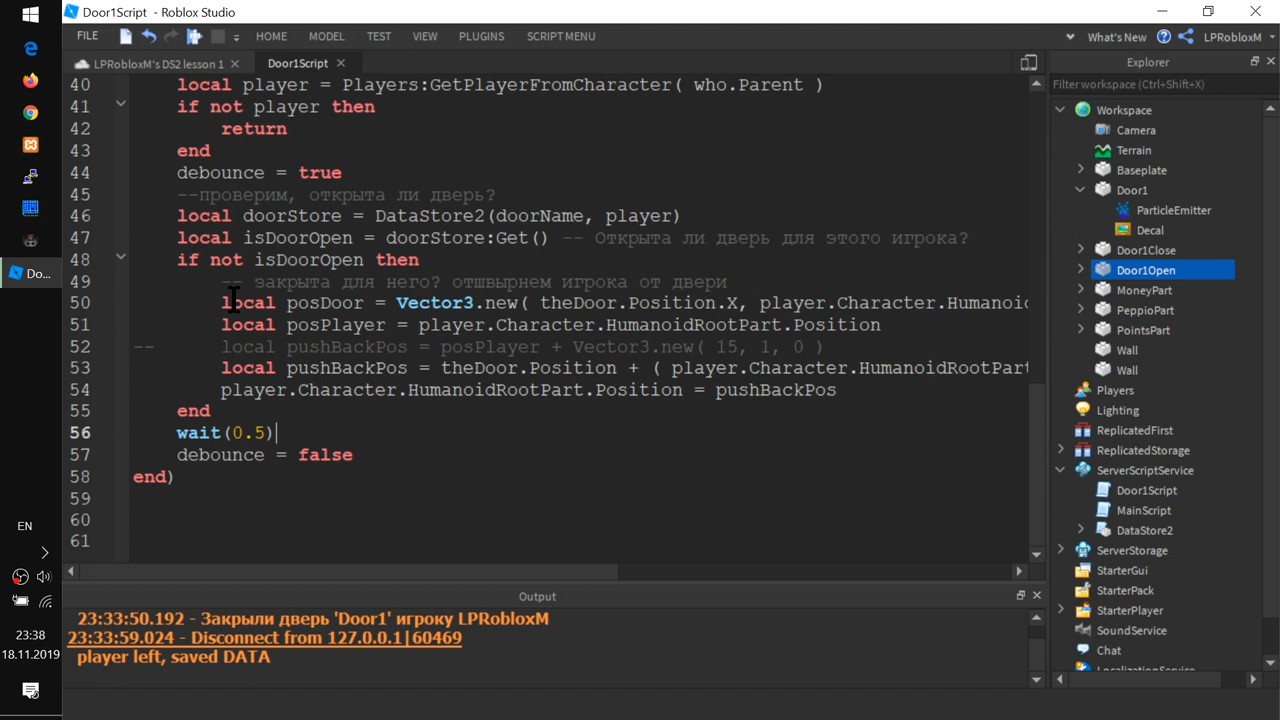 Door1Script - Roblox Studio
FILE HOME MODEL TEST VIEW PLUGINS SCRIPT MENU What's New LPRobloxM
LPRobloxM's DS2 lesson 1 Door1Script
40 local player = Players:GetPlayerFromCharacter( who.Parent )
41 if not player then
42 return
43 end
44 debounce = true
45 --проверим, открыта ли дверь?
46 local doorStore = DataStore2(doorName, player)
47 local isDoorOpen = doorStore:Get() -- Открыта ли дверь для этого игрока?
48 if not isDoorOpen then
49 -- закрыта для него? отшвырнем игрока от двери
50 local posDoor = Vector3.new( theDoor.Position.X, player.Character.Humanoid
51 local posPlayer = player.Character.HumanoidRootPart.Position
52 -- local pushBackPos = posPlayer + Vector3.new( 15, 1, 0 )
53 local pushBackPos = theDoor.Position + ( player.Character.HumanoidRootPart
54 player.Character.HumanoidRootPart.Position = pushBackPos
55 end
56 wait(0.5)
57 debounce = false
58 end)
59
60
61
Output
23:33:50.192 - Закрыли дверь 'Door1' игроку LPRobloxM
23:33:59.024 - Disconnect from 127.0.0.1|60469
player left, saved DATA
Explorer
Filter workspace (Ctrl+Shift+X)
Workspace
Camera
Terrain
Baseplate
Door1
ParticleEmitter
Decal
Door1Close
Door1Open
MoneyPart
PeppioPart
PointsPart
Wall
Wall
Players
Lighting
ReplicatedFirst
ReplicatedStorage
ServerScriptService
Door1Script
MainScript
DataStore2
ServerStorage
StarterGui
StarterPack
StarterPlayer
SoundService
Chat
LocalizationService
Do...
EN
23:38
18.11.2019